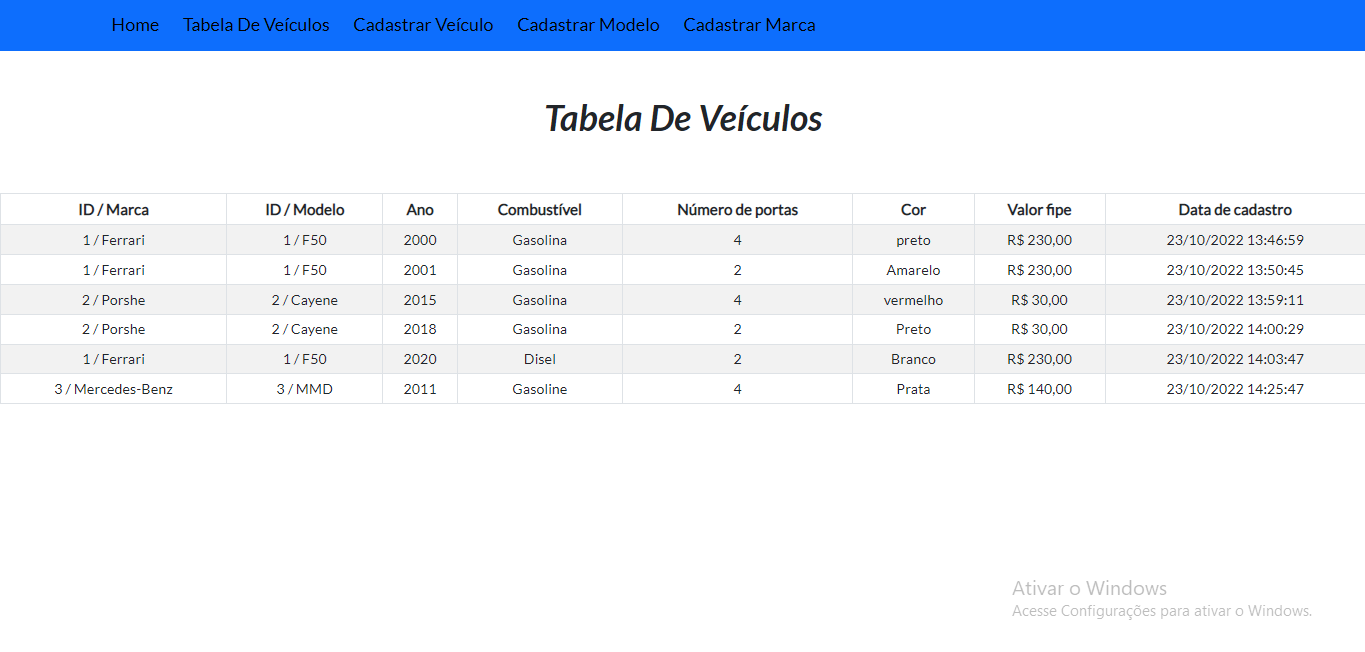 Home Tabela De Veículos Cadastrar Veículo Cadastrar Modelo Cadastrar Marca
Tabela De Veículos
ID / Marca ID / Modelo Ano Combustível Número de portas Cor Valor fipe Data de cadastro
1 / Ferrari 1 / F50 2000 Gasolina 4 preto R$ 230,00 23/10/2022 13:46:59
1 / Ferrari 1 / F50 2001 Gasolina 2 Amarelo R$ 230,00 23/10/2022 13:50:45
2 / Porshe 2 / Cayene 2015 Gasolina 4 vermelho R$ 30,00 23/10/2022 13:59:11
2 / Porshe 2 / Cayene 2018 Gasolina 2 Preto R$ 30,00 23/10/2022 14:00:29
1 / Ferrari 1 / F50 2020 Disel 2 Branco R$ 230,00 23/10/2022 14:03:47
3 / Mercedes-Benz 3 / MMD 2011 Gasoline 4 Prata R$ 140,00 23/10/2022 14:25:47
Ativar o Windows
Acesse Configurações para ativar o Windows.